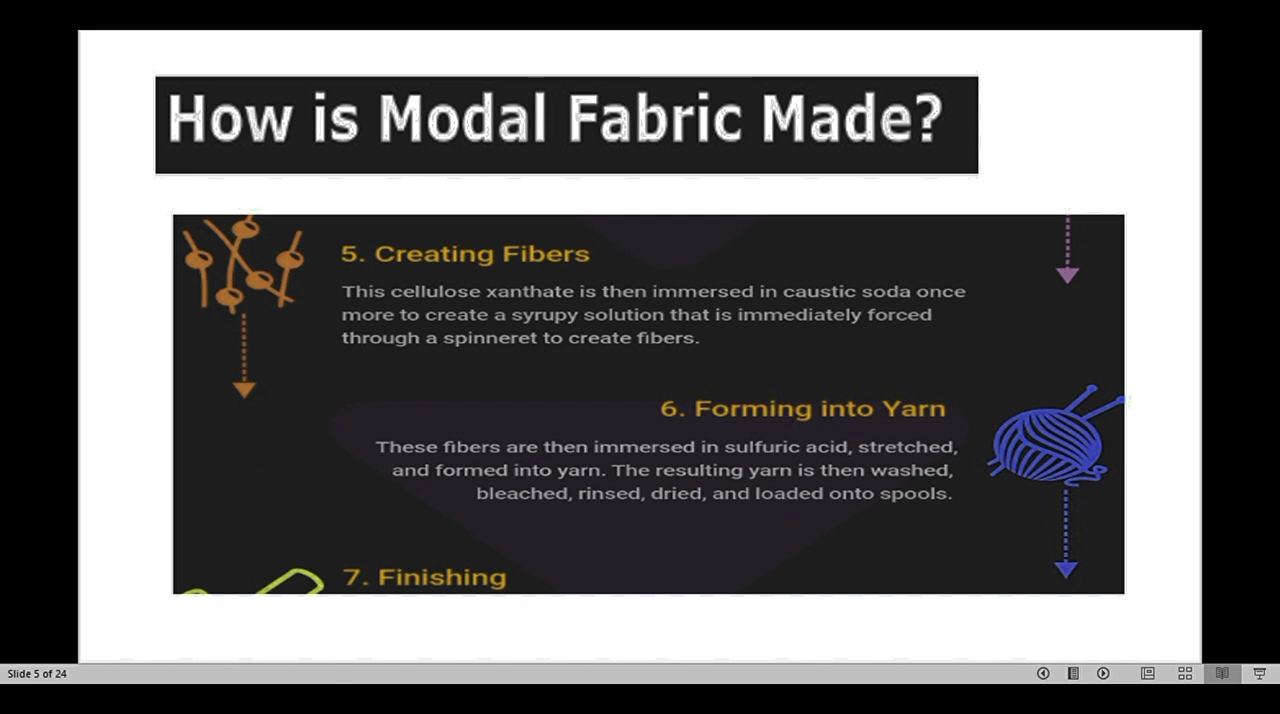 How is Modal Fabric Made?
5. Creating Fibers
This cellulose xanthate is then immersed in caustic soda once
more to create a syrupy solution that is immediately forced
through a spinneret to create fibers.
6. Forming into Yarn
These fibers are then immersed in sulfuric acid, stretched,
and formed into yarn. The resulting yarn is then washed,
bleached, rinsed, dried, and loaded onto spools.
7. Finishing
Slide 5 of 24